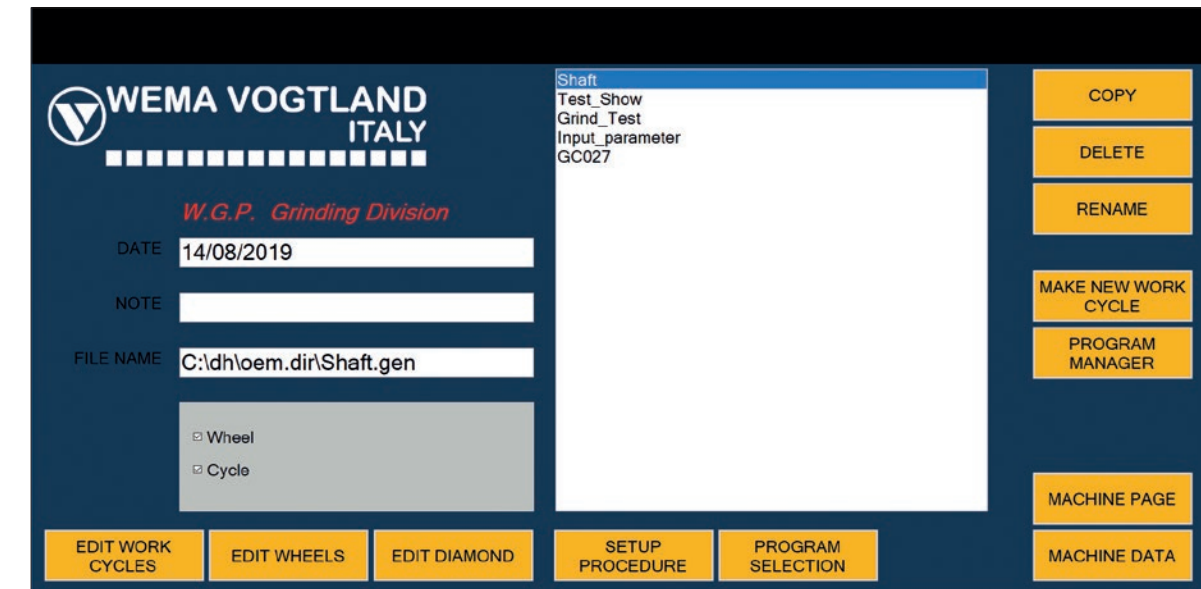 WEMA VOGTLAND
ITALY
W.G.P. Grinding Division
DATE
14/08/2019
NOTE
FILE NAME
C:\dh\oem.dir\Shaft.gen
Wheel
Cycle
Shaft
Test_Show
Grind_Test
Input_parameter
GC027
COPY
DELETE
RENAME
MAKE NEW WORK
CYCLE
PROGRAM
MANAGER
MACHINE PAGE
MACHINE DATA
EDIT WORK
CYCLES
EDIT WHEELS
EDIT DIAMOND
SETUP
PROCEDURE
PROGRAM
SELECTION